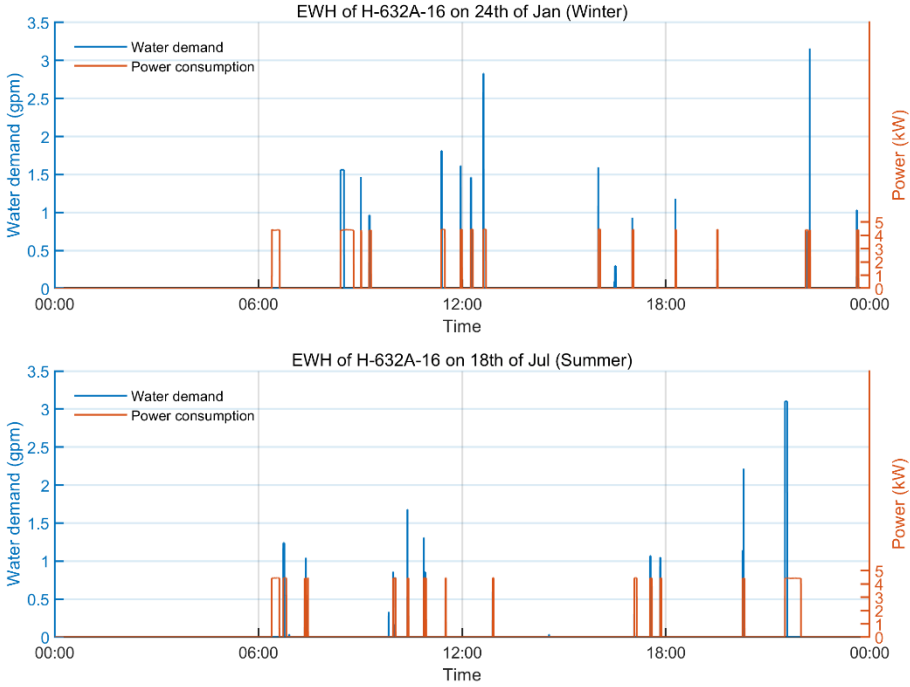 EWH of H-632A-16 on 24th of Jan (Winter)
3.5
3
2.5
2
1.5
1
0.5
0
Water demand (gpm)
Water demand
Power consumption
5
4
3
2
1
0
Power (kW)
00:00 06:00 12:00 18:00 00:00
Time
EWH of H-632A-16 on 18th of Jul (Summer)
3.5
3
2.5
2
1.5
1
0.5
0
Water demand (gpm)
Water demand
Power consumption
5
4
3
2
1
0
Power (kW)
00:00 06:00 12:00 18:00 00:00
Time